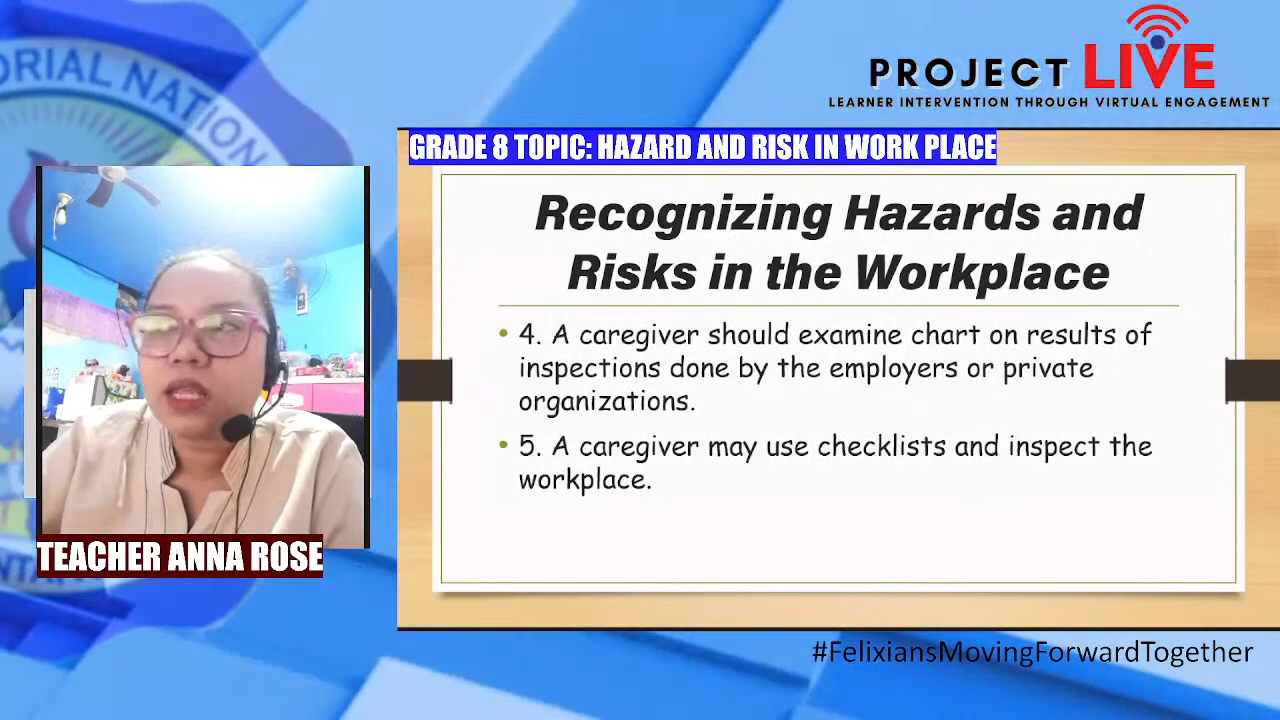 PROJECT LIVE
LEARNER INTERVENTION THROUGH VIRTUAL ENGAGEMENT
ORIAL NATION
GRADE 8 TOPIC: HAZARD AND RISK IN WORK PLACE
Recognizing Hazards and
Risks in the Workplace
• 4. A caregiver should examine chart on results of
inspections done by the employers or private
organizations.
• 5. A caregiver may use checklists and inspect the
workplace.
TEACHER ANNA ROSE
#FelixiansMovingForwardTogether